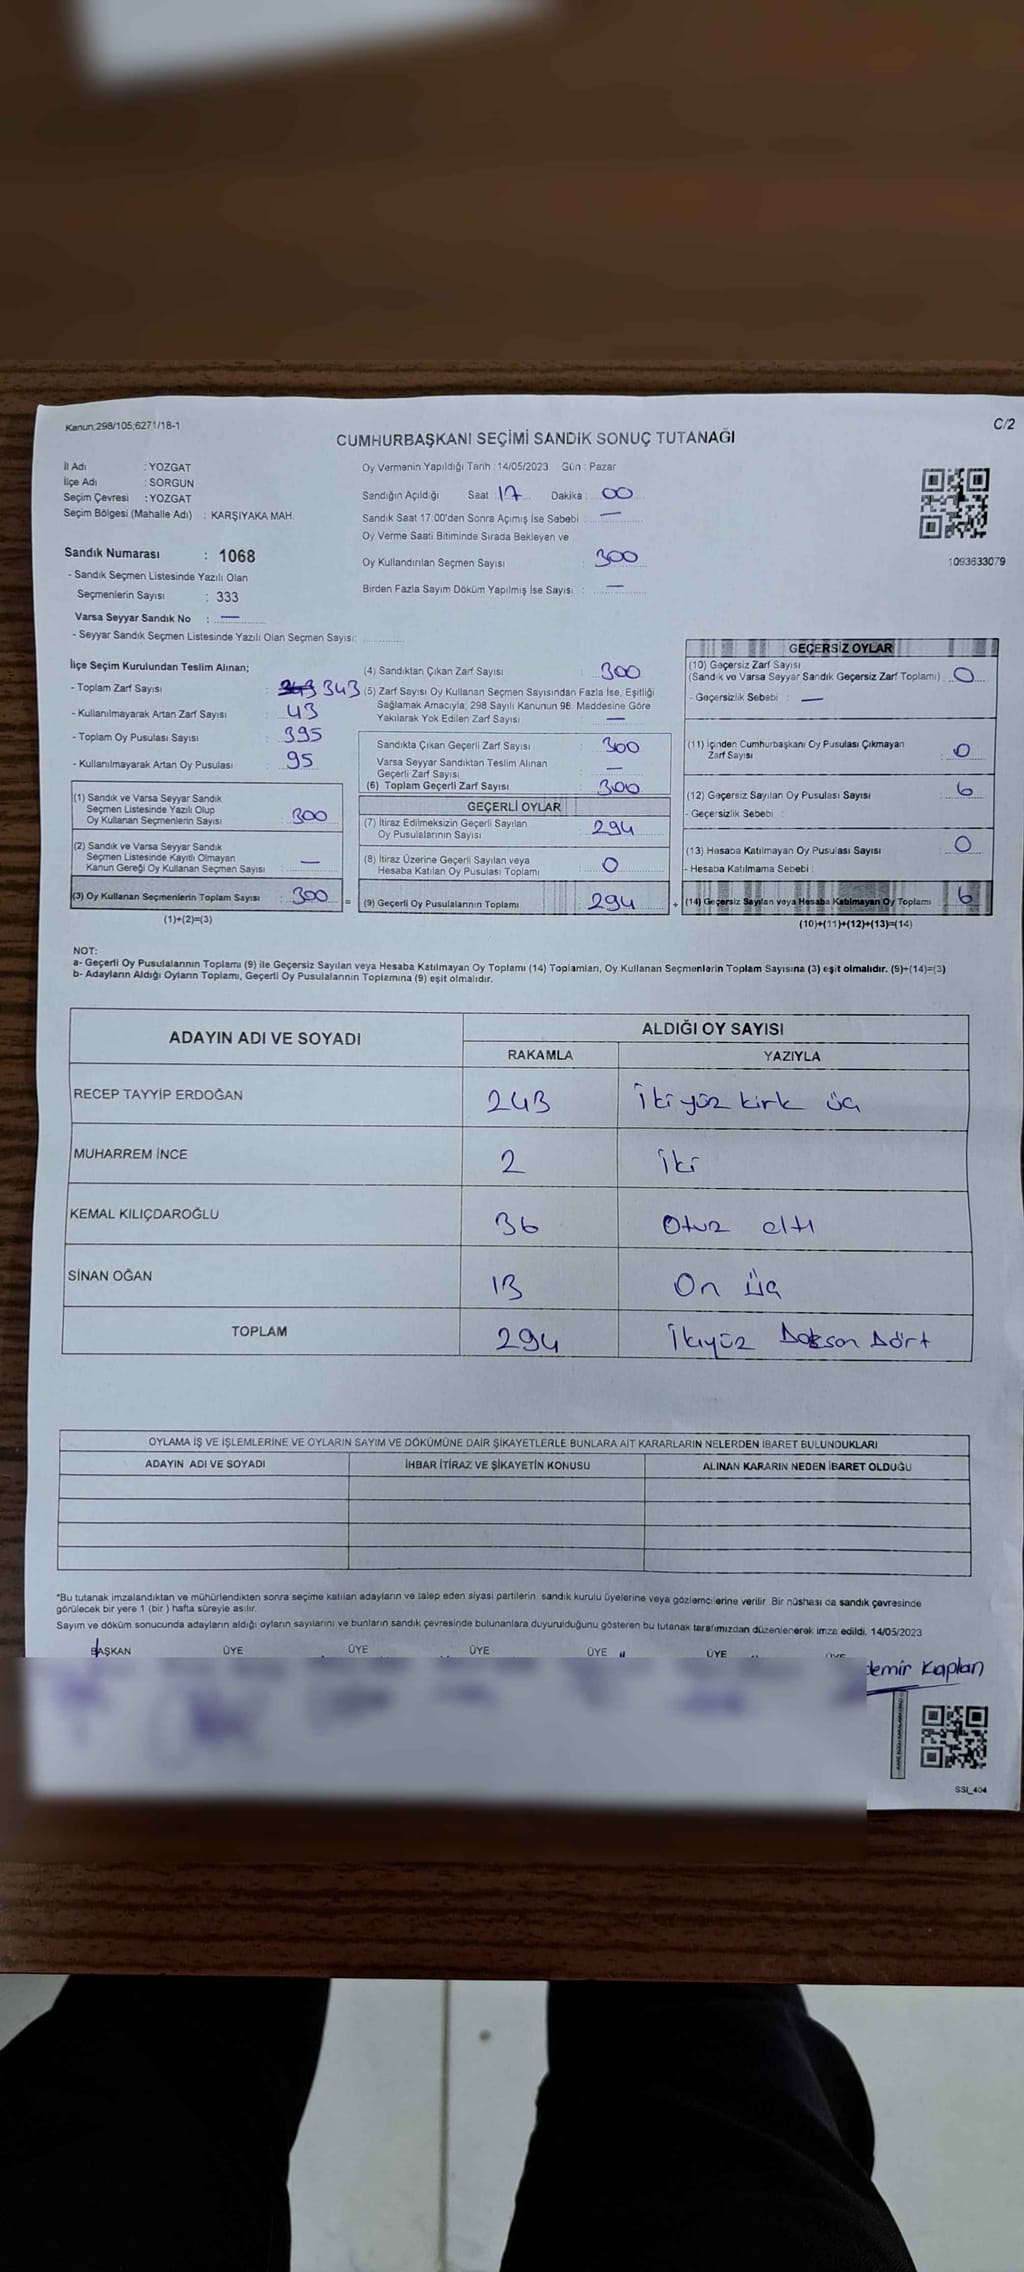 Kanun;298/105;6271/18-1
C/2
CUMHURBAŞKANI SEÇİMİ SANDIK SONUÇ TUTANAĞI
İl Adı : YOZGAT
İlçe Adı : SORGUN
Seçim Çevresi : YOZGAT
Seçim Bölgesi (Mahalle Adı) : KARŞIYAKA MAH.
Sandık Numarası : 1068
- Sandık Seçmen Listesinde Yazılı Olan
Seçmenlerin Sayısı : 333
Varsa Seyyar Sandık No : —
- Seyyar Sandık Seçmen Listesinde Yazılı Olan Seçmen Sayısı:
Oy Vermenin Yapıldığı Tarih :14/05/2023 Gün : Pazar
Sandığın Açıldığı Saat : 17 Dakika : 00
Sandık Saat 17:00'den Sonra Açımış İse Sebebi : —
Oy Verme Saati Bitiminde Sırada Bekleyen ve
Oy Kullandırılan Seçmen Sayısı : 300
Birden Fazla Sayım Döküm Yapılmış İse Sayısı : —
1093633079
İlçe Seçim Kurulundan Teslim Alınan;
- Toplam Zarf Sayısı : 343
- Kullanılmayarak Artan Zarf Sayısı : 43
- Toplam Oy Pusulası Sayısı : 395
- Kullanılmayarak Artan Oy Pusulası : 95
(1) Sandık ve Varsa Seyyar Sandık
Seçmen Listesinde Yazılı Olup
Oy Kullanan Seçmenlerin Sayısı : 300
(2) Sandık ve Varsa Seyyar Sandık
Seçmen Listesinde Kayıtlı Olmayan
Kanun Gereği Oy Kullanan Seçmen Sayısı : —
(3) Oy Kullanan Seçmenlerin Toplam Sayısı : 300
(1)+(2)=(3)
(4) Sandıktan Çıkan Zarf Sayısı : 300
(5) Zarf Sayısı Oy Kullanan Seçmen Sayısından Fazla İse, Eşitliği
Sağlamak Amacıyla; 298 Sayılı Kanunun 98. Maddesine Göre
Yakılarak Yok Edilen Zarf Sayısı : —
Sandıkta Çıkan Geçerli Zarf Sayısı : 300
Varsa Seyyar Sandıktan Teslim Alınan
Geçerli Zarf Sayısı : —
(6) Toplam Geçerli Zarf Sayısı : 300
GEÇERLİ OYLAR
(7) İtiraz Edilmeksizin Geçerli Sayılan
Oy Pusulalarının Sayısı : 294
(8) İtiraz Üzerine Geçerli Sayılan veya
Hesaba Katılan Oy Pusulası Toplamı : 0
= (9) Geçerli Oy Pusulalarının Toplamı : 294
GEÇERSİZ OYLAR
(10) Geçersiz Zarf Sayısı
(Sandık ve Varsa Seyyar Sandık Geçersiz Zarf Toplamı) : 0
- Geçersizlik Sebebi : —
(11) İçinden Cumhurbaşkanı Oy Pusulası Çıkmayan
Zarf Sayısı : 0
(12) Geçersiz Sayılan Oy Pusulası Sayısı : 6
- Geçersizlik Sebebi :
(13) Hesaba Katılmayan Oy Pusulası Sayısı : 0
- Hesaba Katılmama Sebebi :
+ (14) Geçersiz Sayılan veya Hesaba Katılmayan Oy Toplamı : 6
(10)+(11)+(12)+(13)=(14)
NOT:
a- Geçerli Oy Pusulalarının Toplamı (9) ile Geçersiz Sayılan veya Hesaba Katılmayan Oy Toplamı (14) Toplamları, Oy Kullanan Seçmenlerin Toplam Sayısına (3) eşit olmalıdır. (9)+(14)=(3)
b- Adayların Aldığı Oyların Toplamı, Geçerli Oy Pusulalarının Toplamına (9) eşit olmalıdır.
ADAYIN ADI VE SOYADI ALDIĞI OY SAYISI
RAKAMLA YAZIYLA
RECEP TAYYİP ERDOĞAN 243 İkiyüz kirk üç
MUHARREM İNCE 2 İki
KEMAL KILIÇDAROĞLU 36 Otuz altı
SİNAN OĞAN 13 On üç
TOPLAM 294 İkiyüz Doksan Dört
OYLAMA İŞ VE İŞLEMLERİNE VE OYLARIN SAYIM VE DÖKÜMÜNE DAİR ŞİKAYETLERLE BUNLARA AİT KARARLARIN NELERDEN İBARET BULUNDUKLARI
ADAYIN ADI VE SOYADI İHBAR İTİRAZ VE ŞİKAYETİN KONUSU ALINAN KARARIN NEDEN İBARET OLDUĞU
*Bu tutanak imzalandıktan ve mühürlendikten sonra seçime katılan adayların ve talep eden siyasi partilerin sandık kurulu üyelerine veya gözlemcilerine verilir. Bir nüshası da sandık çevresinde
görülecek bir yere 1 (bir ) hafta süreyle asılır.
Sayım ve döküm sonucunda adayların aldığı oyların sayılarını ve bunların sandık çevresinde bulunanlara duyurulduğunu gösteren bu tutanak tarafımızdan düzenlenerek imza edildi. 14/05/2023
BAŞKAN ÜYE ÜYE ÜYE ÜYE ÜYE ÜYE
demir Kaplan
SSİ_404